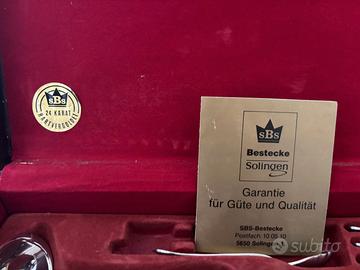 sBs
24 KARAT
HARTVERGOLDET
sBs
Bestecke
Solingen
Garantie
für Güte und Qualität
SBS-Bestecke
Postfach 10 05 10
5650 Solingen 1
subito